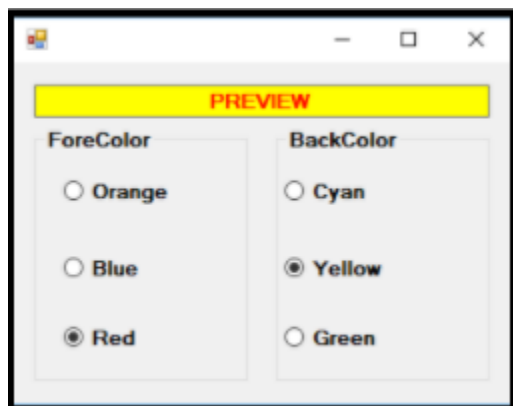 PREVIEW
ForeColor
Orange
Blue
Red
BackColor
Cyan
Yellow
Green